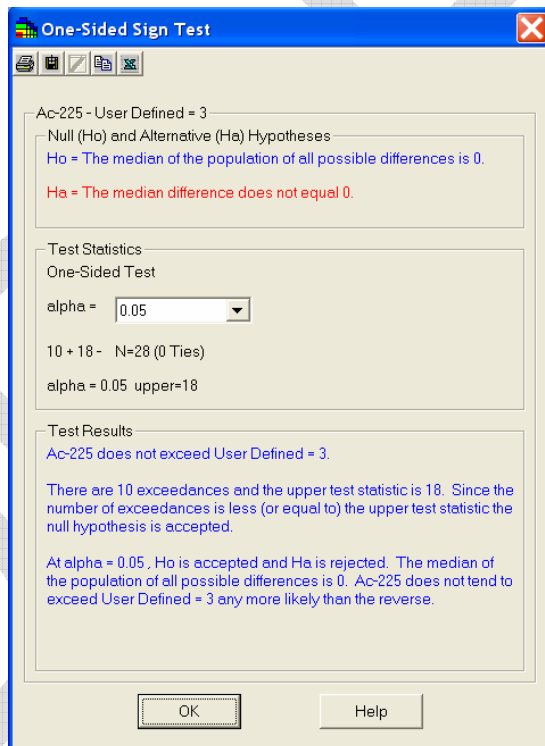 One-Sided Sign Test
Ac-225 - User Defined = 3
Null (Ho) and Alternative (Ha) Hypotheses
Ho = The median of the population of all possible differences is 0.
Ha = The median difference does not equal 0.
Test Statistics
One-Sided Test
alpha = 0.05
10 + 18 - N=28 (0 Ties)
alpha = 0.05 upper=18
Test Results
Ac-225 does not exceed User Defined = 3.
There are 10 exceedances and the upper test statistic is 18. Since the
number of exceedances is less (or equal to) the upper test statistic the
null hypothesis is accepted.
At alpha = 0.05 , Ho is accepted and Ha is rejected. The median of
the population of all possible differences is 0. Ac-225 does not tend to
exceed User Defined = 3 any more likely than the reverse.
OK Help